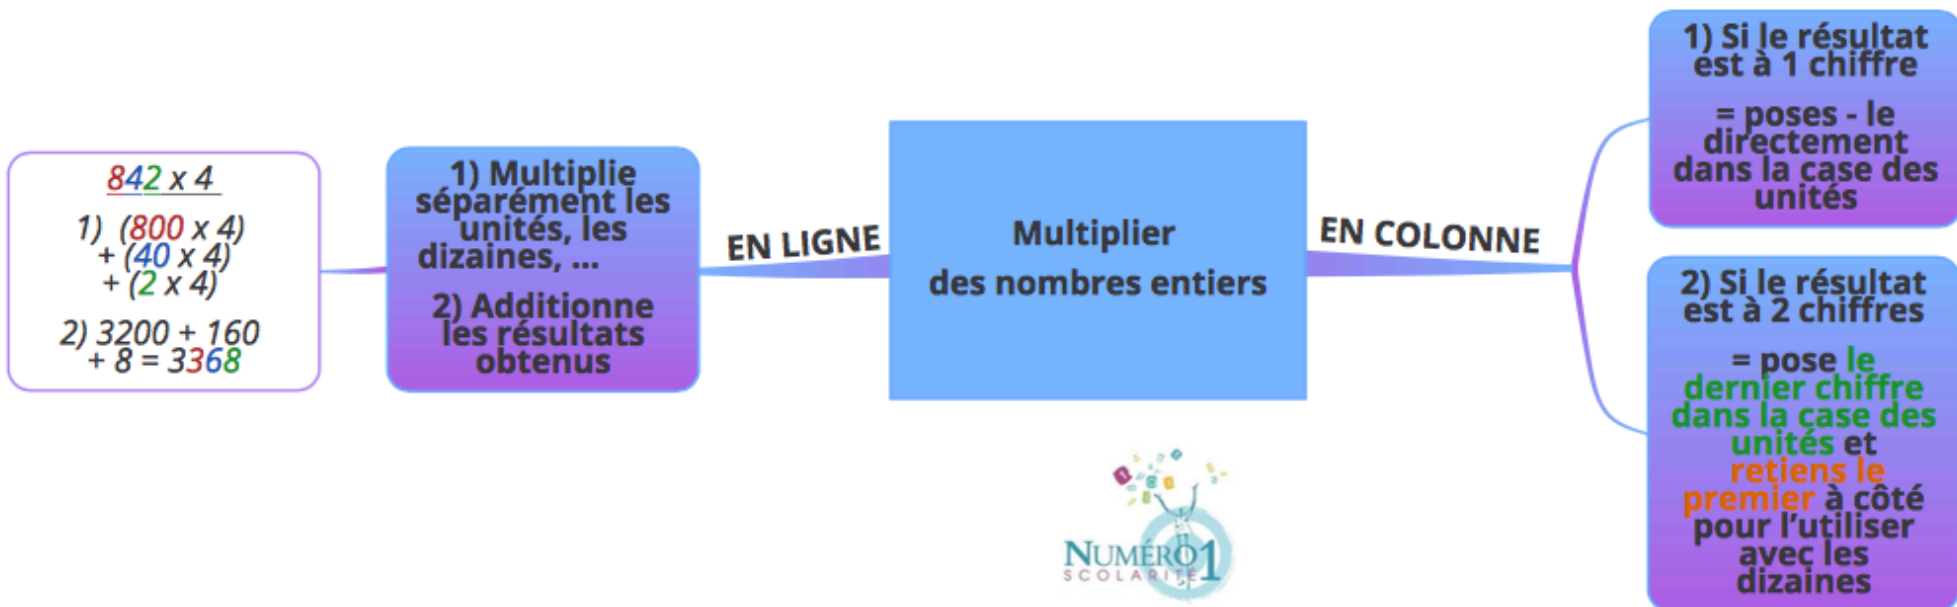 842 x 4
1) (800 x 4)
+ (40 x 4)
+ (2 x 4)
2) 3200 + 160
+ 8 = 3368
1) Multiplie
séparément les
unités, les
dizaines, ...
2) Additionne
les résultats
obtenus
EN LIGNE
Multiplier
des nombres entiers
EN COLONNE
1) Si le résultat
est à 1 chiffre
= poses - le
directement
dans la case des
unités
2) Si le résultat
est à 2 chiffres
= pose le
dernier chiffre
dans la case des
unités et
retiens le
premier à côté
pour l'utiliser
avec les
dizaines
NUMÉRO1
SCOLARITÉ